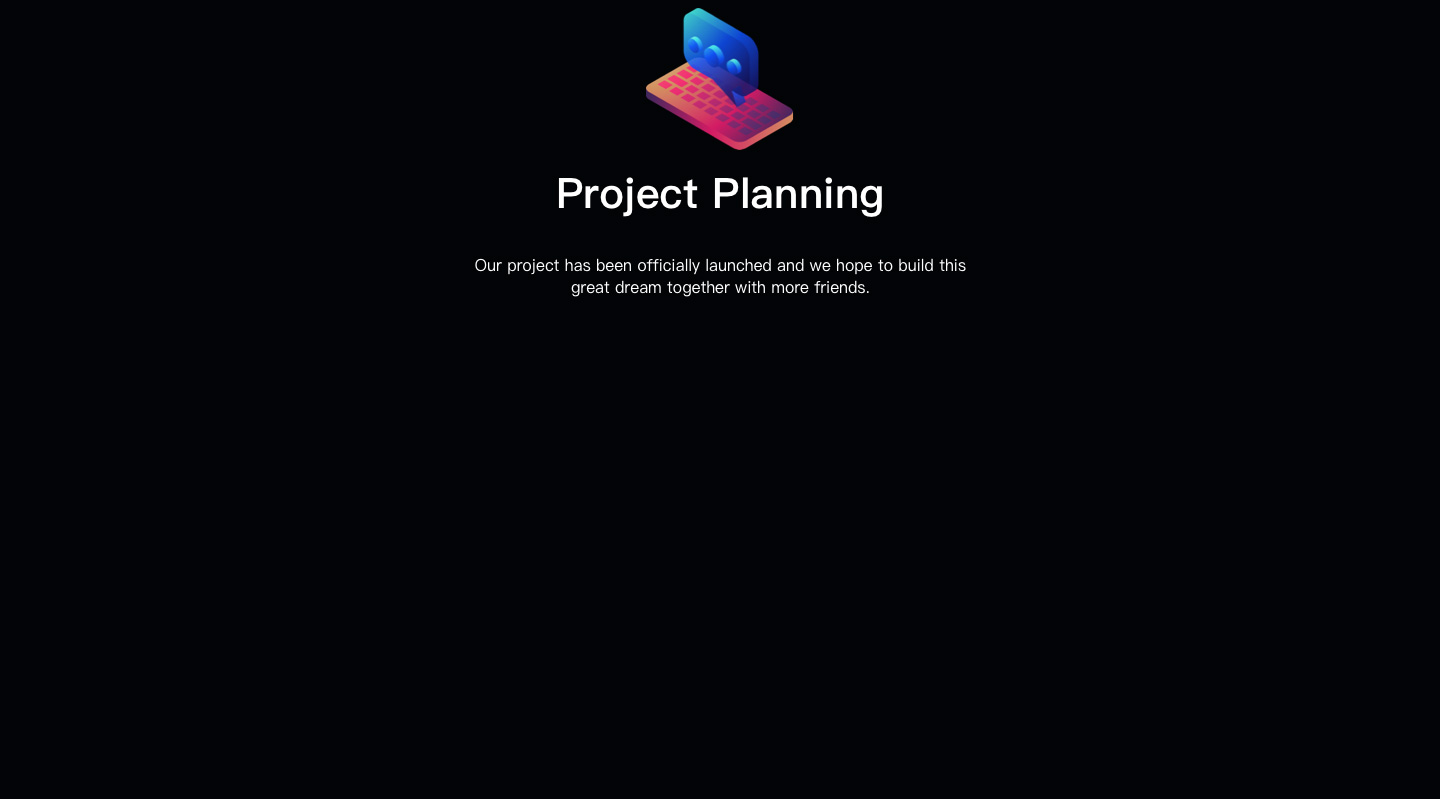 Project Planning
Our project has been officially launched and we hope to build this
great dream together with more friends.